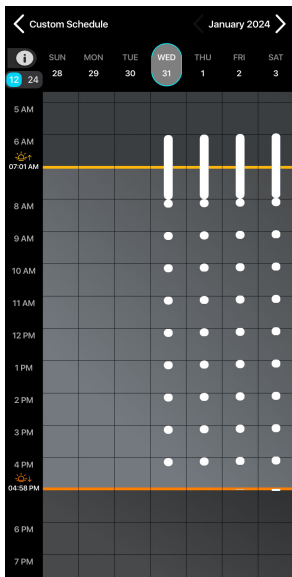 Custom Schedule January 2024
i SUN MON TUE WED THU FRI SAT
12 24 28 29 30 31 1 2 3
5 AM
6 AM
07:01 AM
8 AM
9 AM
10 AM
11 AM
12 PM
1 PM
2 PM
3 PM
4 PM
04:58 PM
6 PM
7 PM